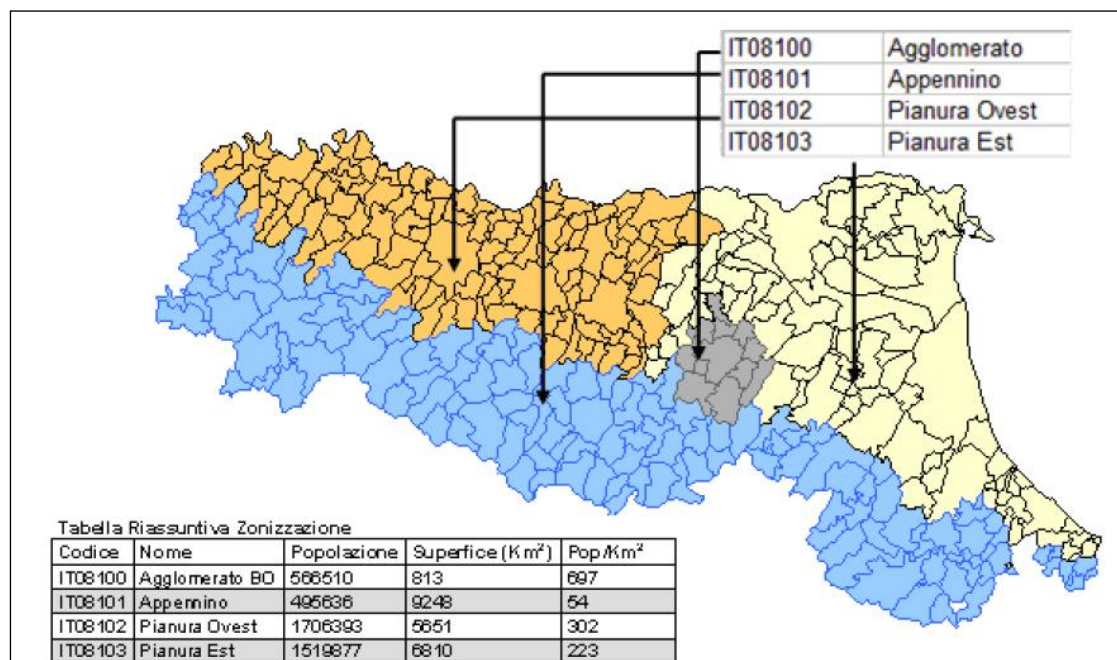 IT08100 Agglomerato
IT08101 Appennino
IT08102 Pianura Ovest
IT08103 Pianura Est
Tabella Riassuntiva Zonizzazione
Codice Nome Popolazione Superfice (Km²) Pop/Km²
IT08100 Agglomerato BO 566510 813 697
IT08101 Appennino 495636 9248 54
IT08102 Pianura Ovest 1706393 5651 302
IT08103 Pianura Est 1519877 6810 223